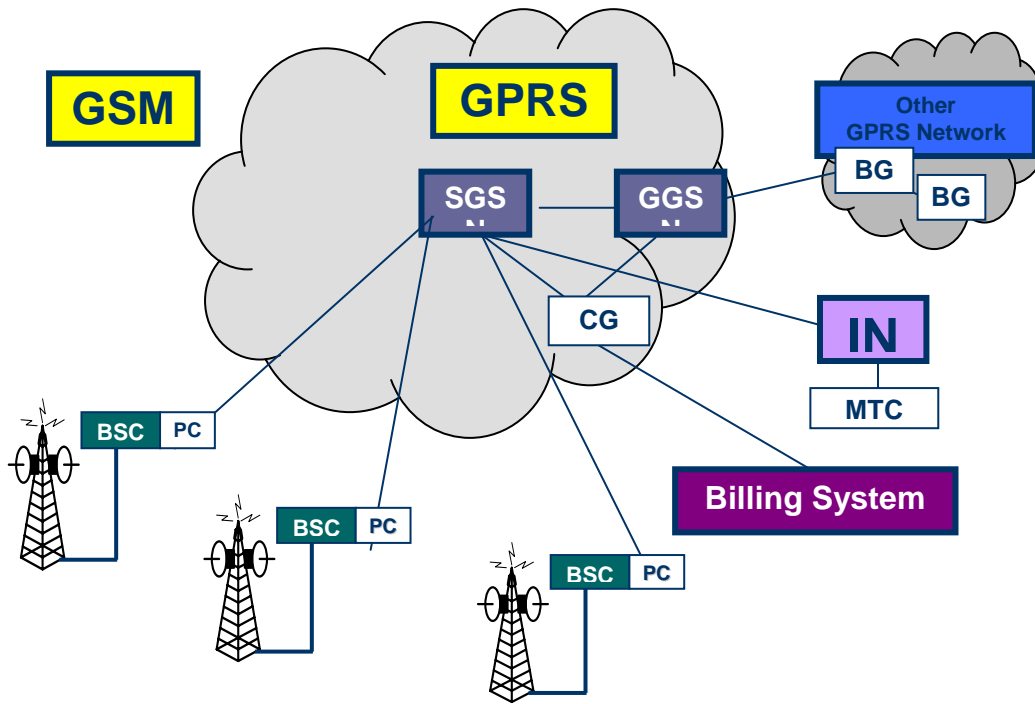 GSM
GPRS
Other
GPRS Network
BG
BG
SGS
N
GGS
N
CG
IN
MTC
BSC
PC
Billing System
BSC
PC
BSC
PC